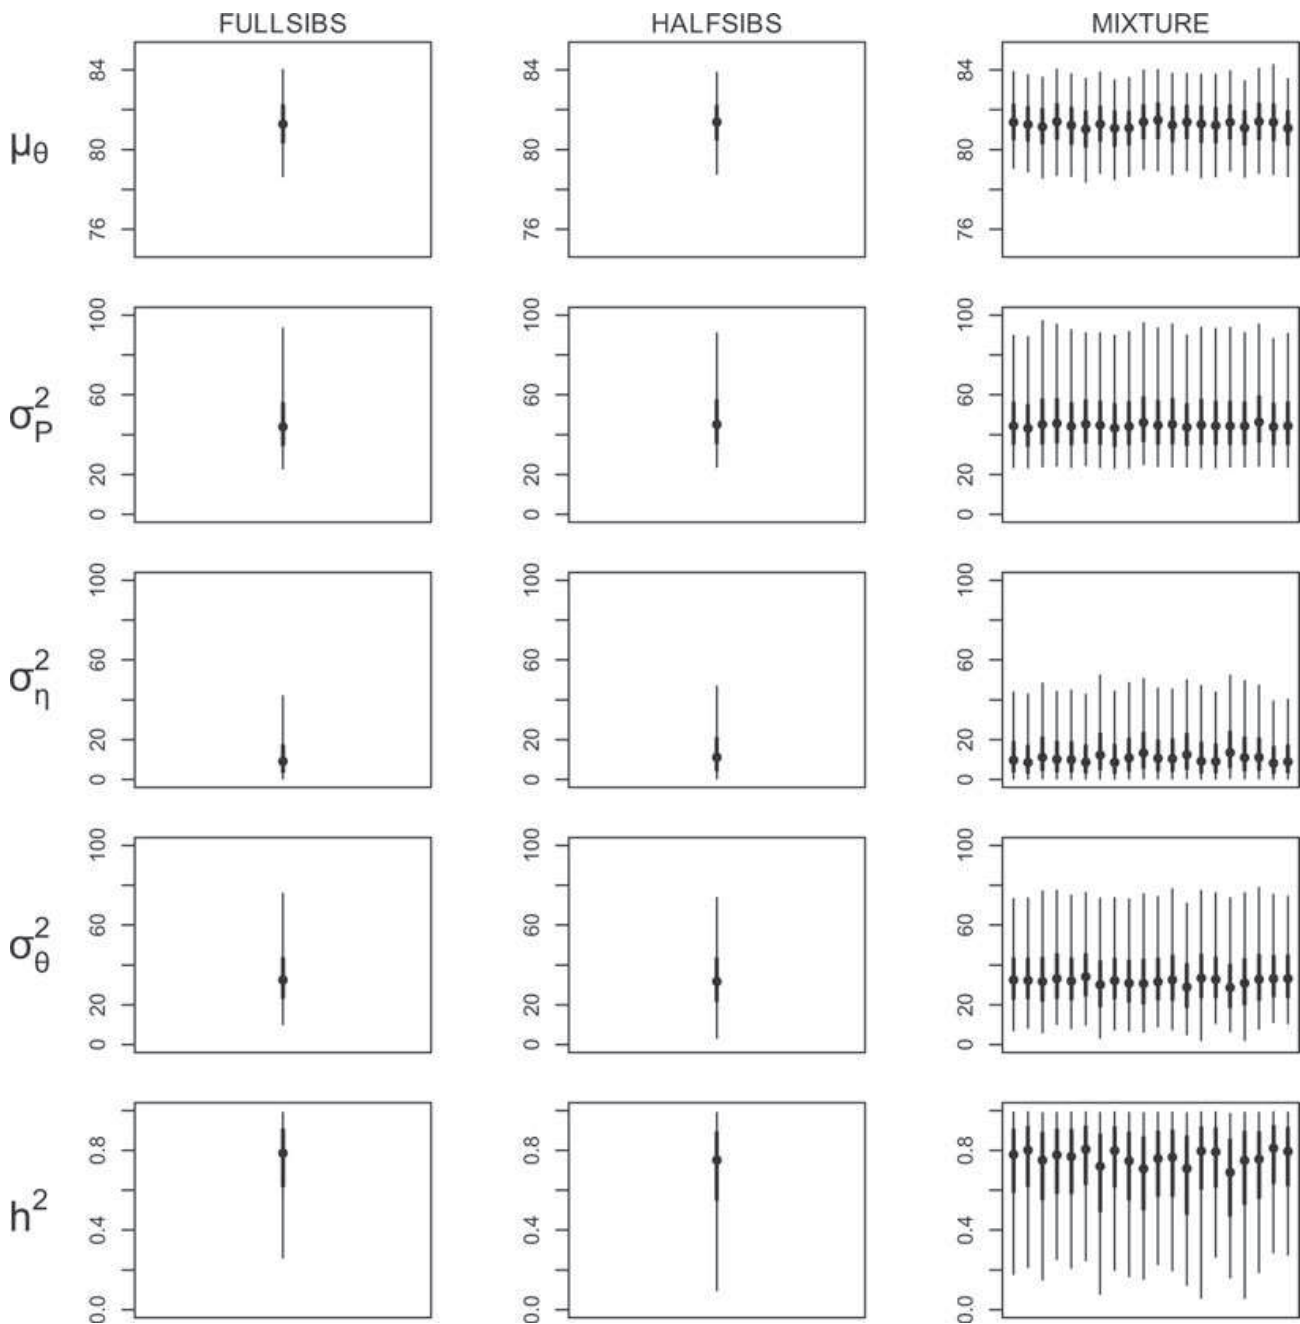 FULLSIBS HALFSIBS MIXTURE
μθ 76 80 84 76 80 84 76 80 84
σ²P 0 20 60 100 0 20 60 100 0 20 60 100
σ²η 0 20 60 100 0 20 60 100 0 20 60 100
σ²θ 0 20 60 100 0 20 60 100 0 20 60 100
h² 0.0 0.4 0.8 0.0 0.4 0.8 0.0 0.4 0.8